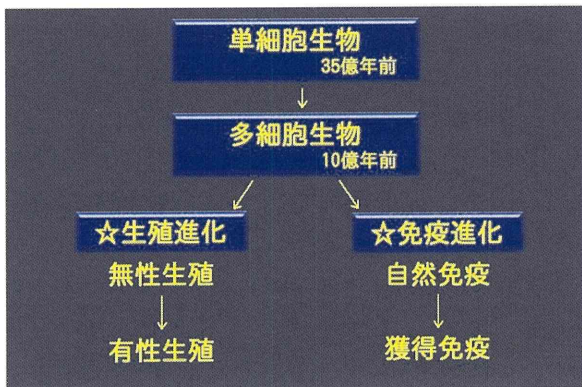 単細胞生物
35億年前
多細胞生物
10億年前
☆生殖進化
無性生殖
有性生殖
☆免疫進化
自然免疫
獲得免疫